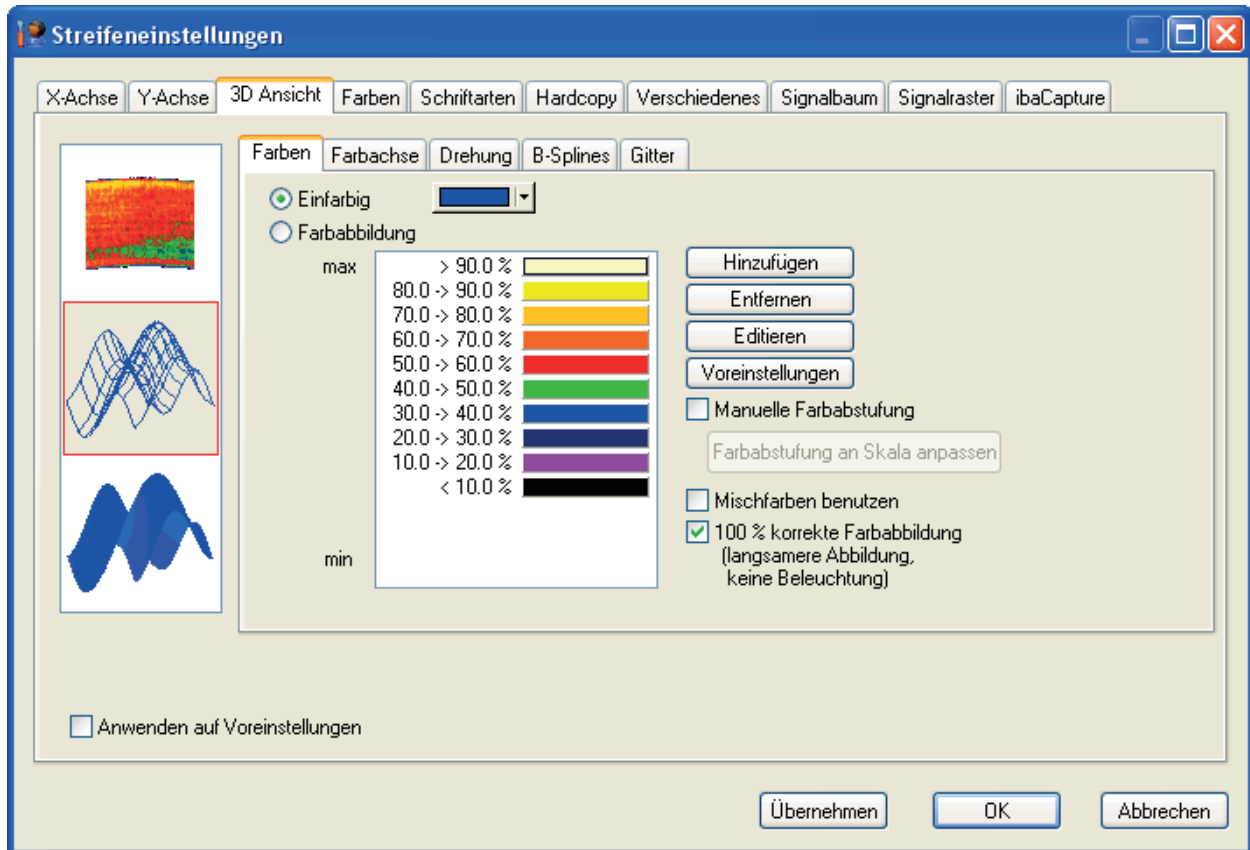 Streifeneinstellungen
X-Achse Y-Achse 3D Ansicht Farben Schriftarten Hardcopy Verschiedenes Signalbaum Signalraster ibaCapture
Farben Farbachse Drehung B-Splines Gitter
Einfarbig
Farbabbildung
max > 90.0 % Hinzufügen
80.0 -> 90.0 % Entfernen
70.0 -> 80.0 %
60.0 -> 70.0 % Editieren
50.0 -> 60.0 % Voreinstellungen
40.0 -> 50.0 %
30.0 -> 40.0 % Manuelle Farbabstufung
20.0 -> 30.0 % Farbabstufung an Skala anpassen
10.0 -> 20.0 %
< 10.0 % Mischfarben benutzen
100 % korrekte Farbabbildung
min (langsamere Abbildung,
keine Beleuchtung)
Anwenden auf Voreinstellungen
Übernehmen OK Abbrechen